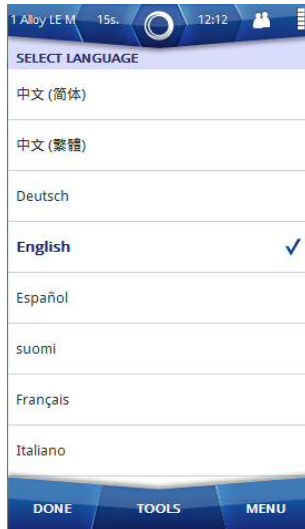 1 Alloy LE M 15s. 12:12
SELECT LANGUAGE
中文 (简体)
中文 (繁體)
Deutsch
English
Español
suomi
Français
Italiano
DONE TOOLS MENU